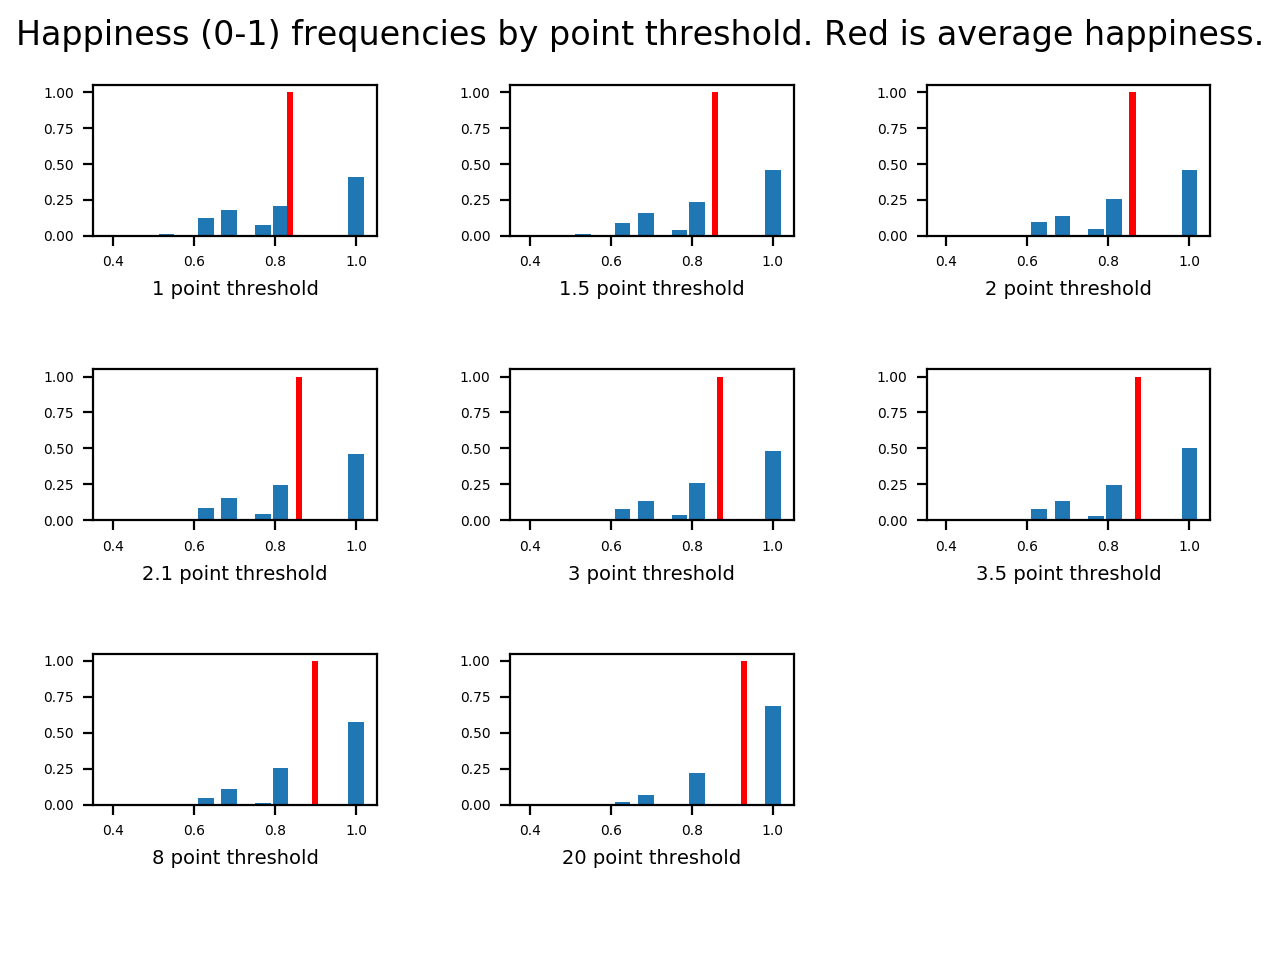 Happiness (0-1) frequencies by point threshold. Red is average happiness.
1.00 1.00 1.00
0.75 0.75 0.75
0.50 0.50 0.50
0.25 0.25 0.25
0.00 0.00 0.00
0.4 0.6 0.8 1.0 0.4 0.6 0.8 1.0 0.4 0.6 0.8 1.0
1 point threshold 1.5 point threshold 2 point threshold
1.00 1.00 1.00
0.75 0.75 0.75
0.50 0.50 0.50
0.25 0.25 0.25
0.00 0.00 0.00
0.4 0.6 0.8 1.0 0.4 0.6 0.8 1.0 0.4 0.6 0.8 1.0
2.1 point threshold 3 point threshold 3.5 point threshold
1.00 1.00
0.75 0.75
0.50 0.50
0.25 0.25
0.00 0.00
0.4 0.6 0.8 1.0 0.4 0.6 0.8 1.0
8 point threshold 20 point threshold